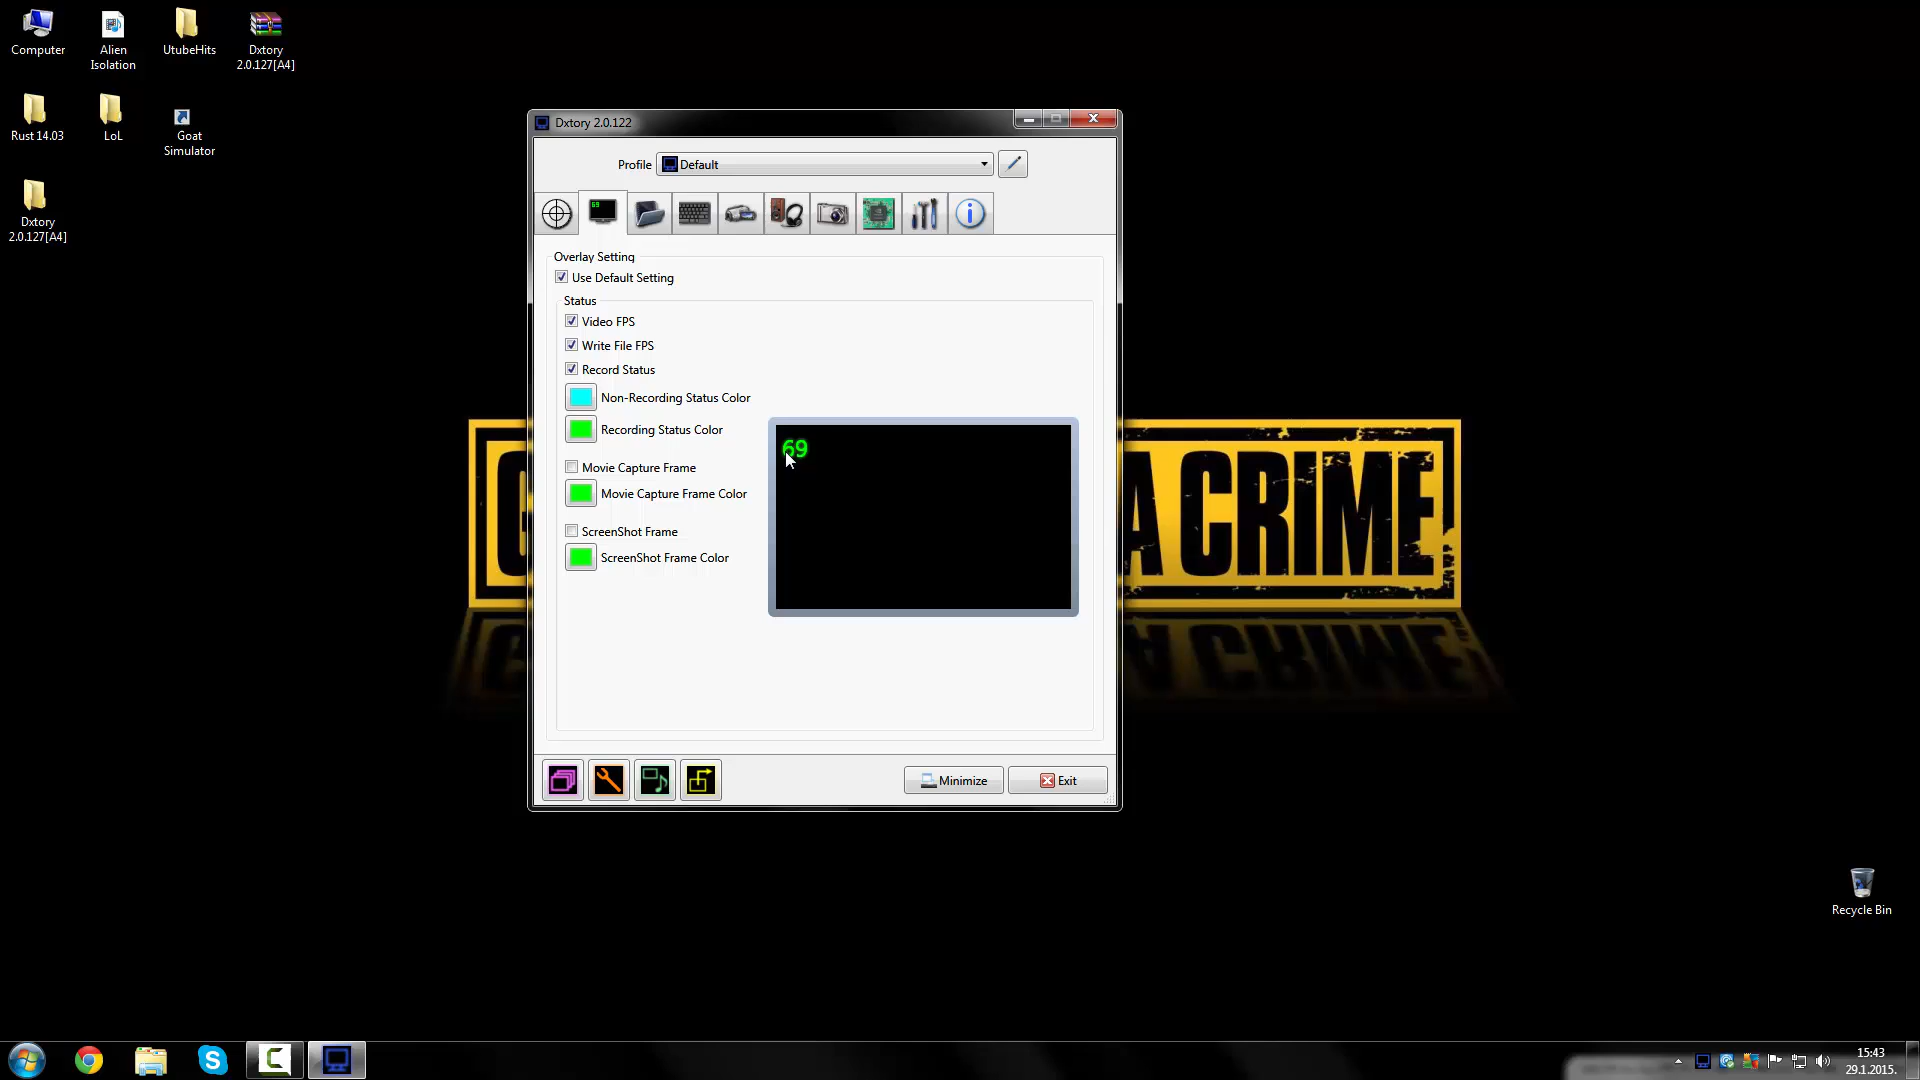 Computer
Alien
Isolation
UtubeHits
Dxtory
2.0.127[A4]
Rust 14.03
LoL
Goat
Simulator
Dxtory
2.0.127[A4]
Dxtory 2.0.122
Profile
Default
69
Overlay Setting
Use Default Setting
Status
Video FPS
Write File FPS
Record Status
Non-Recording Status Color
Recording Status Color
Movie Capture Frame
Movie Capture Frame Color
ScreenShot Frame
ScreenShot Frame Color
69
Minimize
Exit
A CRIME
Recycle Bin
15:43
29.1.2015.